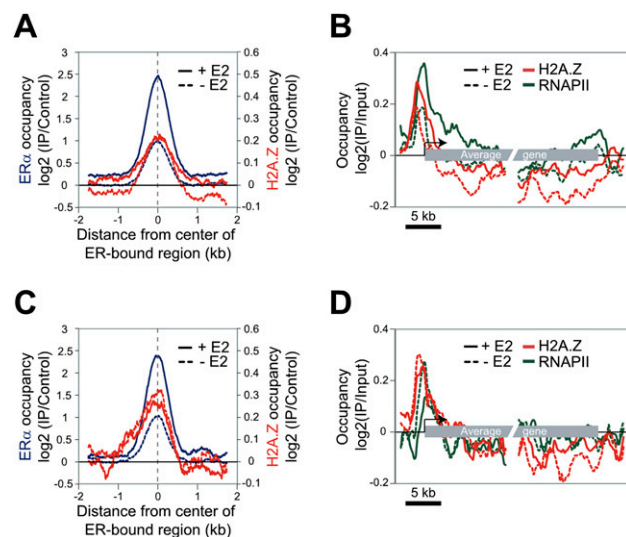 A
ERα occupancy
log2 (IP/Control)
3
2.5
2
1.5
1
0.5
0
-0.5
+ E2
- E2
0.6
0.5
0.4
0.3
0.2
0.1
0
-0.1
H2A.Z occupancy
log2 (IP/Control)
-2 -1 0 1 2
Distance from center of
ER-bound region (kb)
B
Occupancy
log2(IP/Input)
0.4
0.2
0
-0.2
+ E2 H2A.Z
- E2 RNAPII
Average gene
5 kb
C
ERα occupancy
log2 (IP/Control)
3
2.5
2
1.5
1
0.5
0
-0.5
+ E2
- E2
0.6
0.5
0.4
0.3
0.2
0.1
0
-0.1
H2A.Z occupancy
log2 (IP/Control)
-2 -1 0 1 2
Distance from center of
ER-bound region (kb)
D
Occupancy
log2(IP/Input)
0.4
0.2
0
-0.2
+ E2 H2A.Z
- E2 RNAPII
Average gene
5 kb